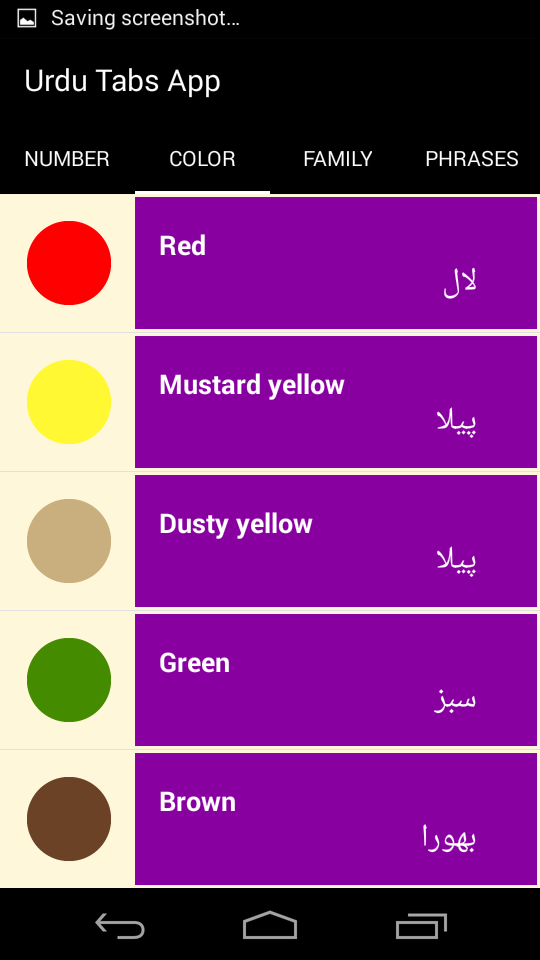 Saving screenshot...
Urdu Tabs App
NUMBER COLOR FAMILY PHRASES
Red
لال
Mustard yellow
پیلا
Dusty yellow
پیلا
Green
سبز
Brown
بھورا